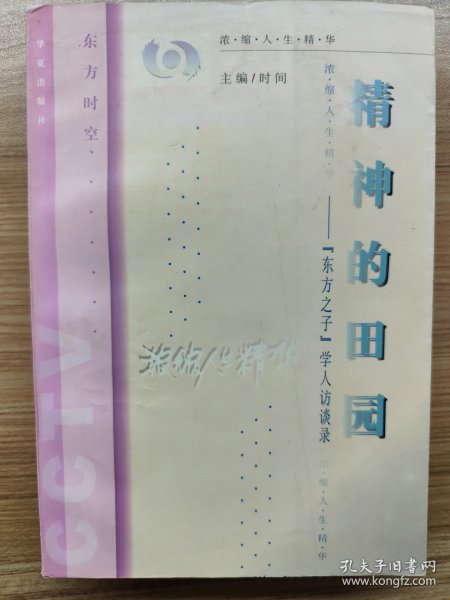 浓·缩·人·生·精·华
主编/时间
精神的田园
浓·缩·人·生·精·华
——『东方之子』学人访谈录
浓·缩·人·生·精·华
浓缩人生精华
东方时空
华夏出版社
CCTV
孔夫子旧书网
www.kongfz.com